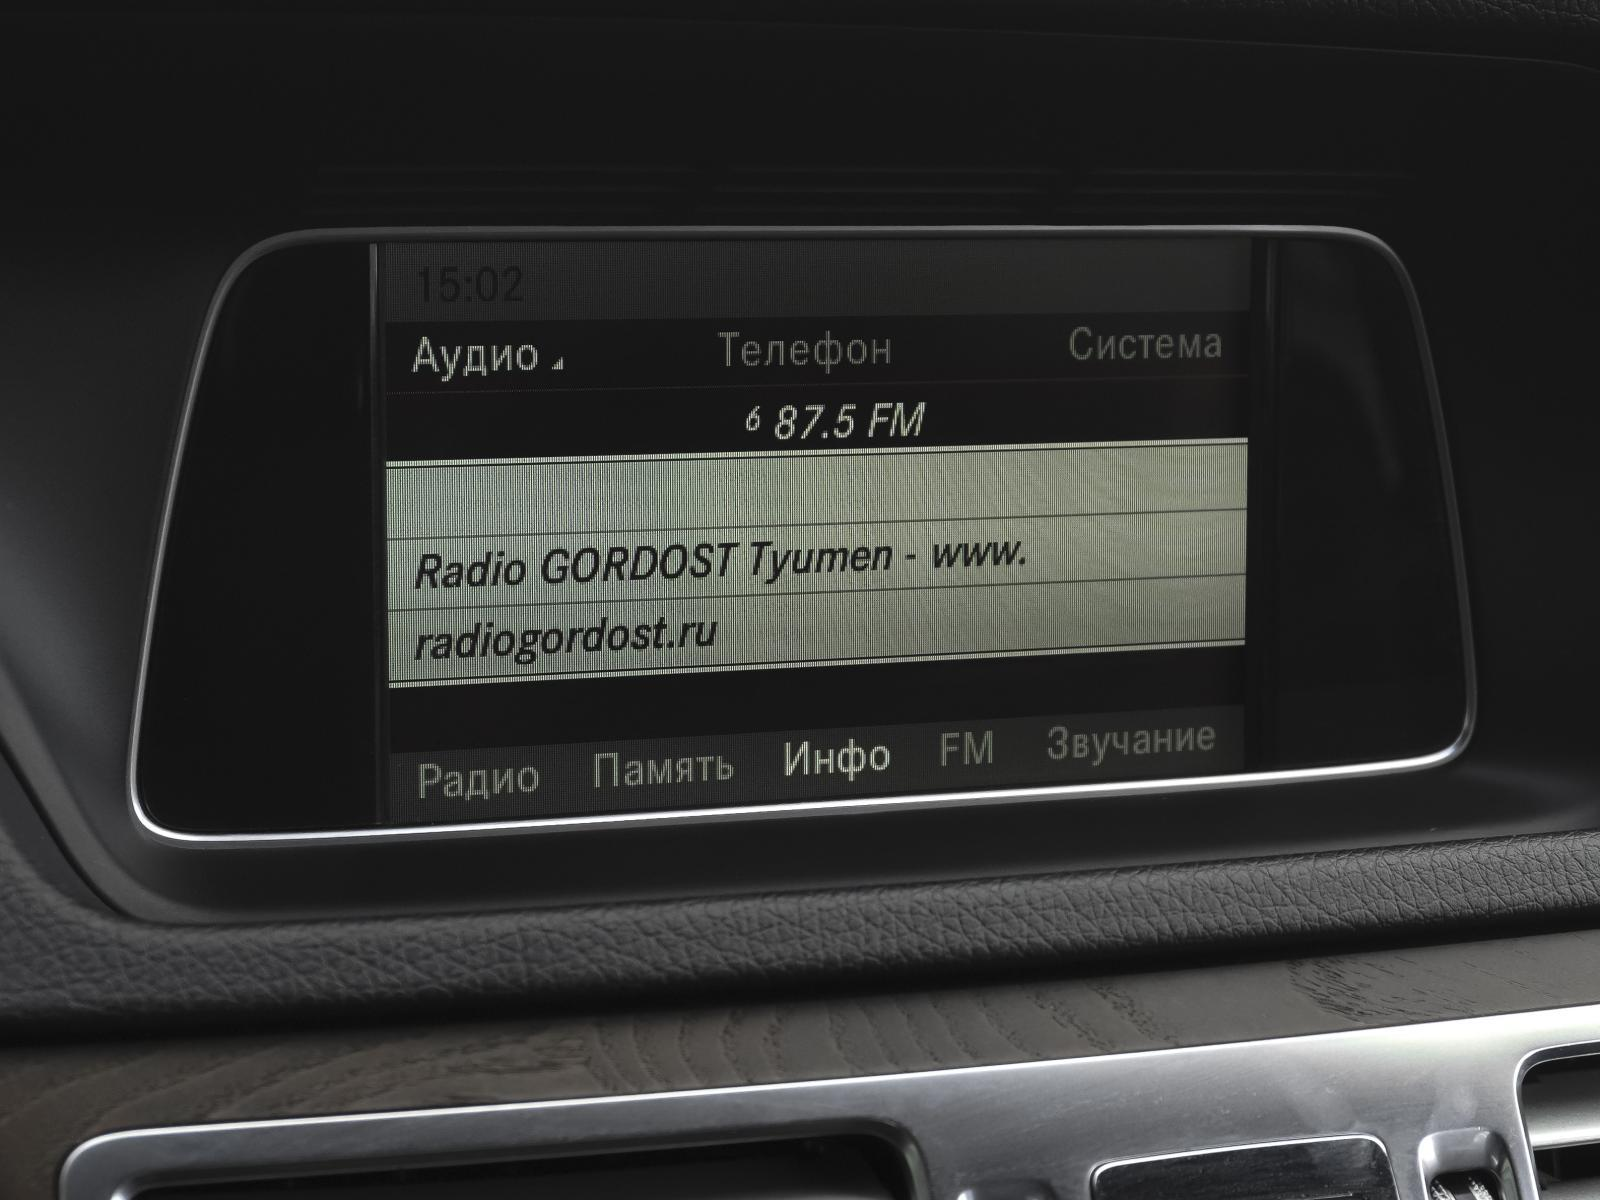 15:02
Аудио Телефон Система
6 87.5 FM
Radio GORDOST Tyumen - www.
radiogordost.ru
Радио Память Инфо FM Звучание